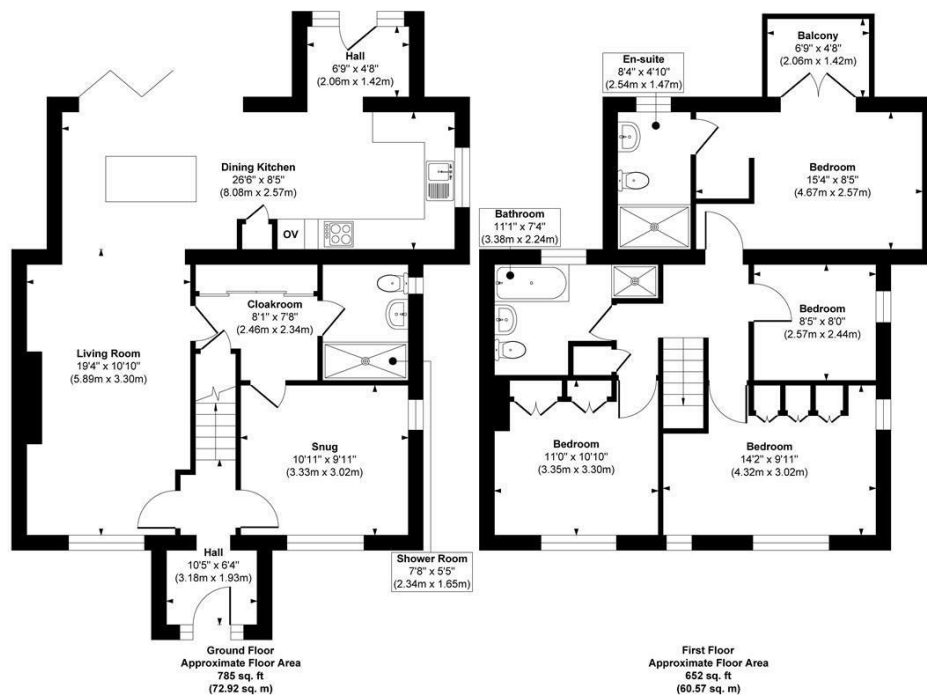 Hall
6'9" x 4'8"
(2.06m x 1.42m)
Dining Kitchen
26'6" x 8'5"
(8.08m x 2.57m)
OV
Cloakroom
8'1" x 7'8"
(2.46m x 2.34m)
Living Room
19'4" x 10'10"
(5.89m x 3.30m)
Snug
10'11" x 9'11"
(3.33m x 3.02m)
Hall
10'5" x 6'4"
(3.18m x 1.93m)
Shower Room
7'8" x 5'5"
(2.34m x 1.65m)
Ground Floor
Approximate Floor Area
785 sq. ft
(72.92 sq. m)
Balcony
6'9" x 4'8"
(2.06m x 1.42m)
En-suite
8'4" x 4'10"
(2.54m x 1.47m)
Bedroom
15'4" x 8'5"
(4.67m x 2.57m)
Bathroom
11'1" x 7'4"
(3.38m x 2.24m)
Bedroom
8'5" x 8'0"
(2.57m x 2.44m)
Bedroom
11'0" x 10'10"
(3.35m x 3.30m)
Bedroom
14'2" x 9'11"
(4.32m x 3.02m)
First Floor
Approximate Floor Area
652 sq. ft
(60.57 sq. m)